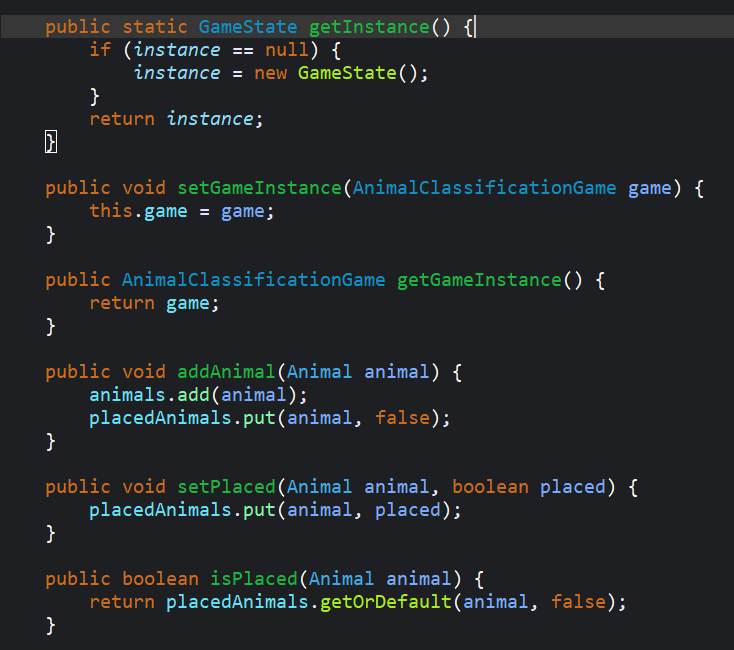 public static GameState getInstance() {
if (instance == null) {
instance = new GameState();
}
return instance;
}
public void setGameInstance(AnimalClassificationGame game) {
this.game = game;
}
public AnimalClassificationGame getGameInstance() {
return game;
}
public void addAnimal(Animal animal) {
animals.add(animal);
placedAnimals.put(animal, false);
}
public void setPlaced(Animal animal, boolean placed) {
placedAnimals.put(animal, placed);
}
public boolean isPlaced(Animal animal) {
return placedAnimals.getOrDefault(animal, false);
}